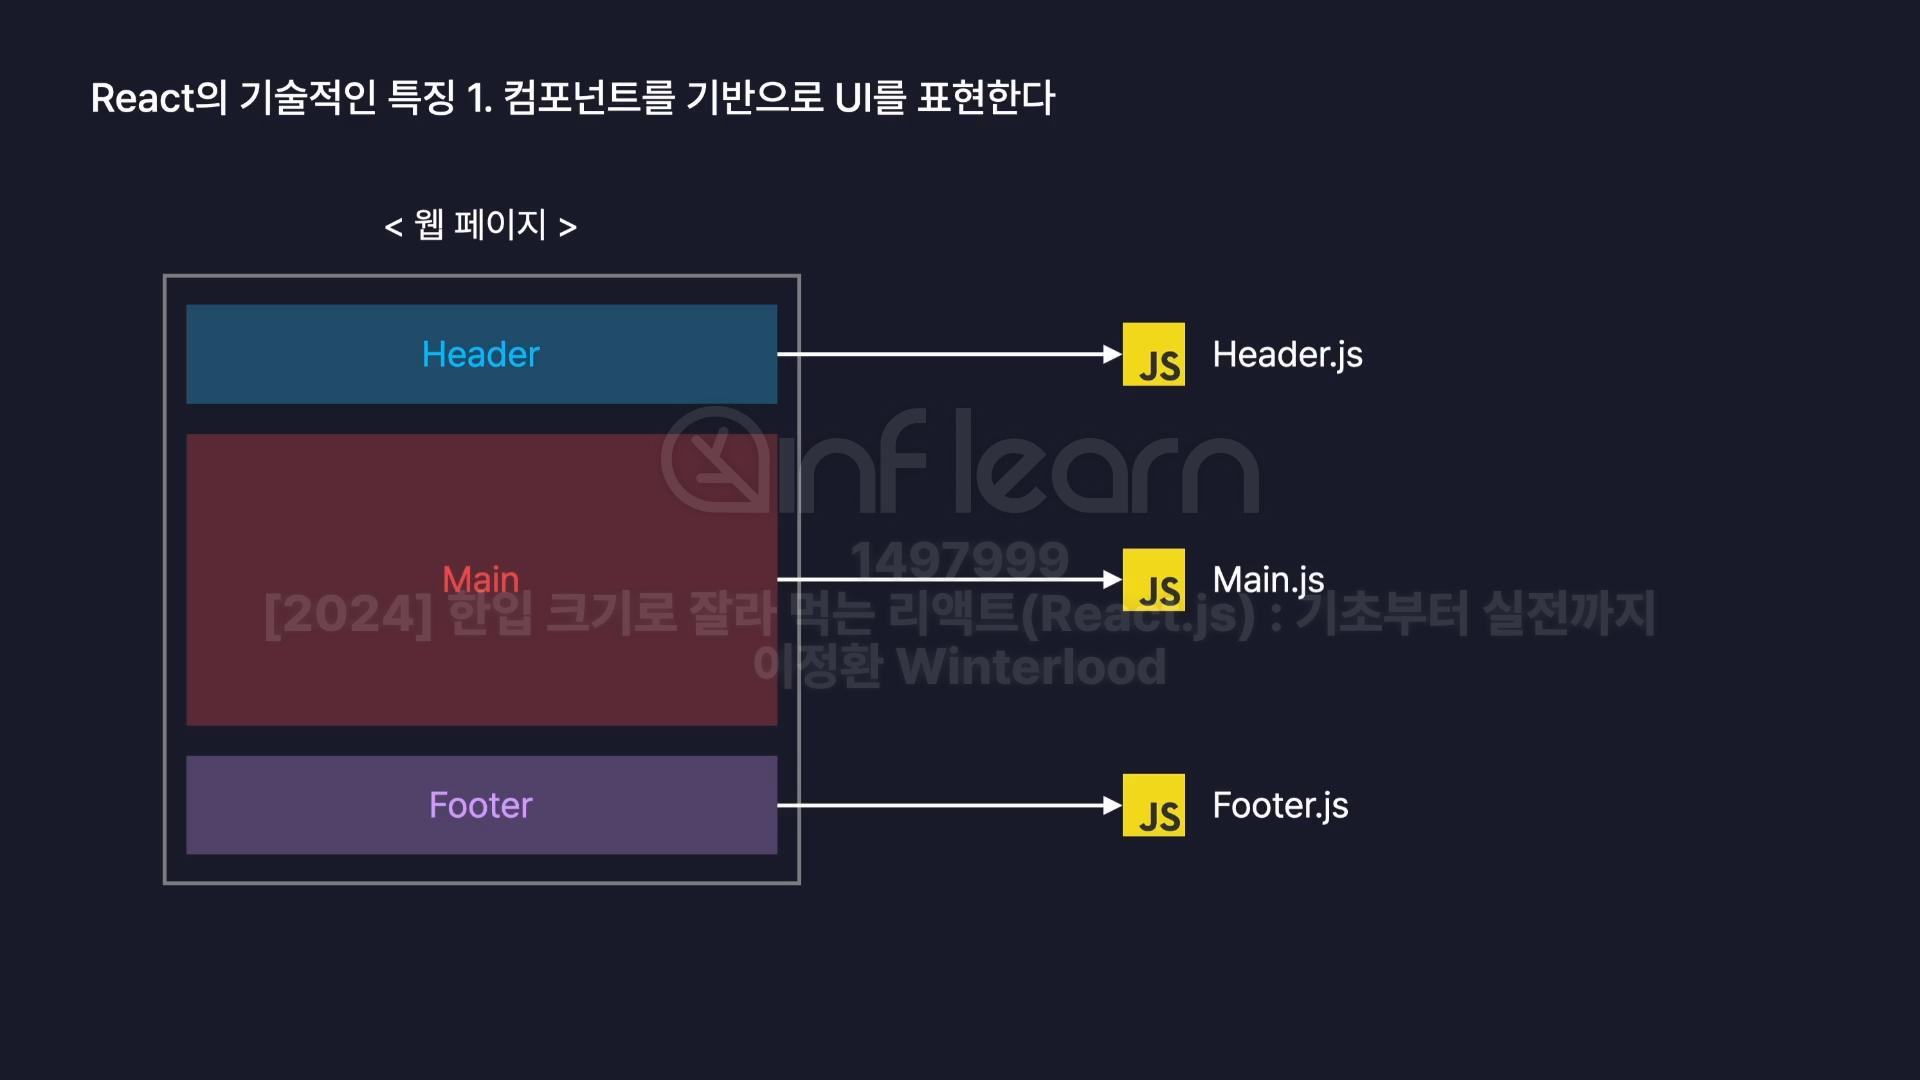 React의 기술적인 특징 1. 컴포넌트를 기반으로 UI를 표현한다
< 웹 페이지 >
Header
JS
Header.js
inflearn
1497999
Main
JS
Main.js
[2024] 한입 크기로 잘라 먹는 리액트(React.js) : 기초부터 실전까지
이정환 Winterlood
Footer
JS
Footer.js